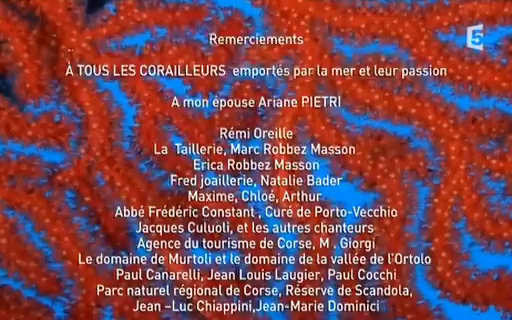 5
Remerciements
À TOUS LES CORAILLEURS emportés par la mer et leur passion
A mon épouse Ariane PIETRI
Rémi Oreille
La Taillerie, Marc Robbez Masson
Erica Robbez Masson
Fred joaillerie, Natalie Bader
Maxime, Chloé, Arthur
Abbé Frédéric Constant , Curé de Porto-Vecchio
Jacques Culuoli, et les autres chanteurs
Agence du tourisme de Corse, M . Giorgi
Le domaine de Murtoli et le domaine de la vallée de l'Ortolo
Paul Canarelli, Jean Louis Laugier, Paul Cocchi
Parc naturel régional de Corse, Réserve de Scandola,
Jean –Luc Chiappini,Jean-Marie Dominici